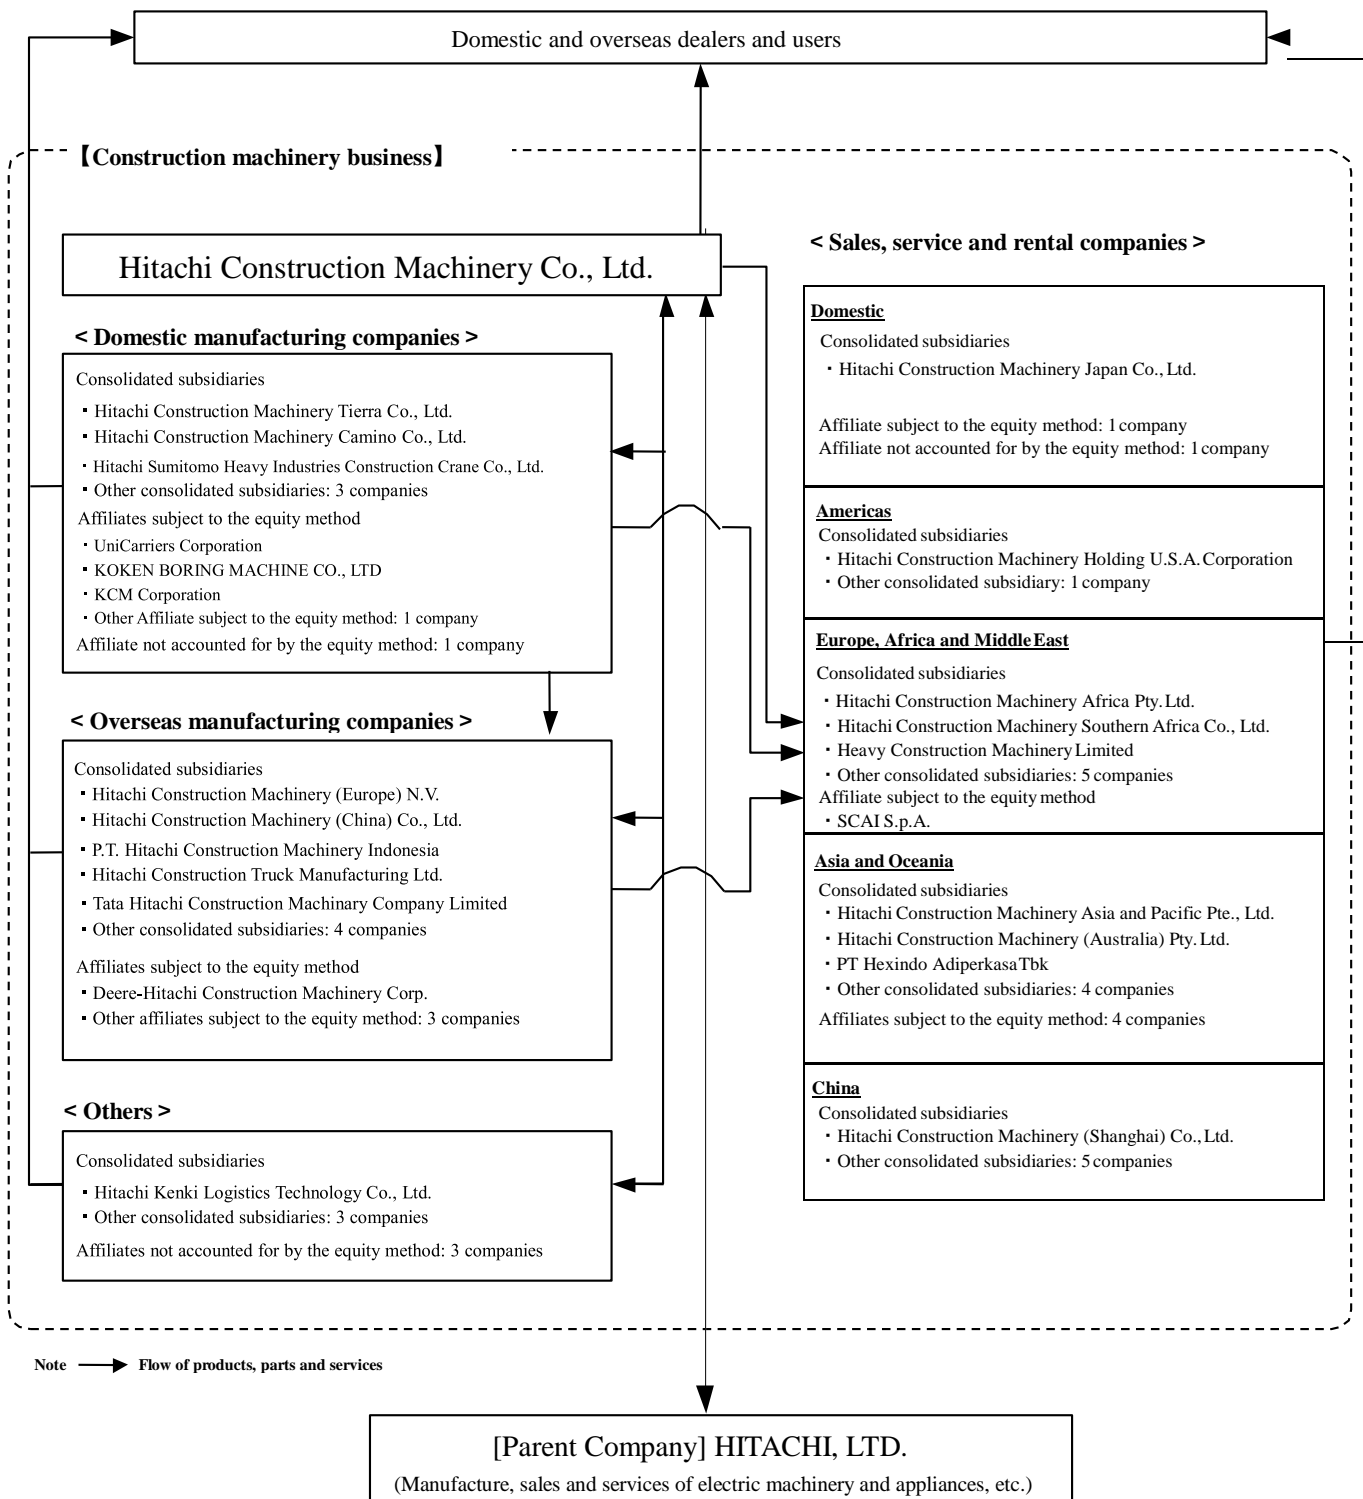 Domestic and overseas dealers and users
【Construction machinery business】
Hitachi Construction Machinery Co., Ltd.
< Domestic manufacturing companies >
Consolidated subsidiaries
・Hitachi Construction Machinery Tierra Co., Ltd.
・Hitachi Construction Machinery Camino Co., Ltd.
・Hitachi Sumitomo Heavy Industries Construction Crane Co., Ltd.
・Other consolidated subsidiaries: 3 companies
Affiliates subject to the equity method
・UniCarriers Corporation
・KOKEN BORING MACHINE CO., LTD
・KCM Corporation
・Other Affiliate subject to the equity method: 1 company
Affiliate not accounted for by the equity method: 1 company
< Overseas manufacturing companies >
Consolidated subsidiaries
・Hitachi Construction Machinery (Europe) N.V.
・Hitachi Construction Machinery (China) Co., Ltd.
・P.T. Hitachi Construction Machinery Indonesia
・Hitachi Construction Truck Manufacturing Ltd.
・Tata Hitachi Construction Machinary Company Limited
・Other consolidated subsidiaries: 4 companies
Affiliates subject to the equity method
・Deere-Hitachi Construction Machinery Corp.
・Other affiliates subject to the equity method: 3 companies
< Others >
Consolidated subsidiaries
・Hitachi Kenki Logistics Technology Co., Ltd.
・Other consolidated subsidiaries: 3 companies
Affiliates not accounted for by the equity method: 3 companies
< Sales, service and rental companies >
Domestic
Consolidated subsidiaries
・Hitachi Construction Machinery Japan Co., Ltd.
Affiliate subject to the equity method: 1 company
Affiliate not accounted for by the equity method: 1 company
Americas
Consolidated subsidiaries
・Hitachi Construction Machinery Holding U.S.A. Corporation
・Other consolidated subsidiary: 1 company
Europe, Africa and Middle East
Consolidated subsidiaries
・Hitachi Construction Machinery Africa Pty. Ltd.
・Hitachi Construction Machinery Southern Africa Co., Ltd.
・Heavy Construction Machinery Limited
・Other consolidated subsidiaries: 5 companies
Affiliate subject to the equity method
・SCAI S.p.A.
Asia and Oceania
Consolidated subsidiaries
・Hitachi Construction Machinery Asia and Pacific Pte., Ltd.
・Hitachi Construction Machinery (Australia) Pty. Ltd.
・PT Hexindo Adiperkasa Tbk
・Other consolidated subsidiaries: 4 companies
Affiliates subject to the equity method: 4 companies
China
Consolidated subsidiaries
・Hitachi Construction Machinery (Shanghai) Co., Ltd.
・Other consolidated subsidiaries: 5 companies
Note Flow of products, parts and services
[Parent Company] HITACHI, LTD.
(Manufacture, sales and services of electric machinery and appliances, etc.)